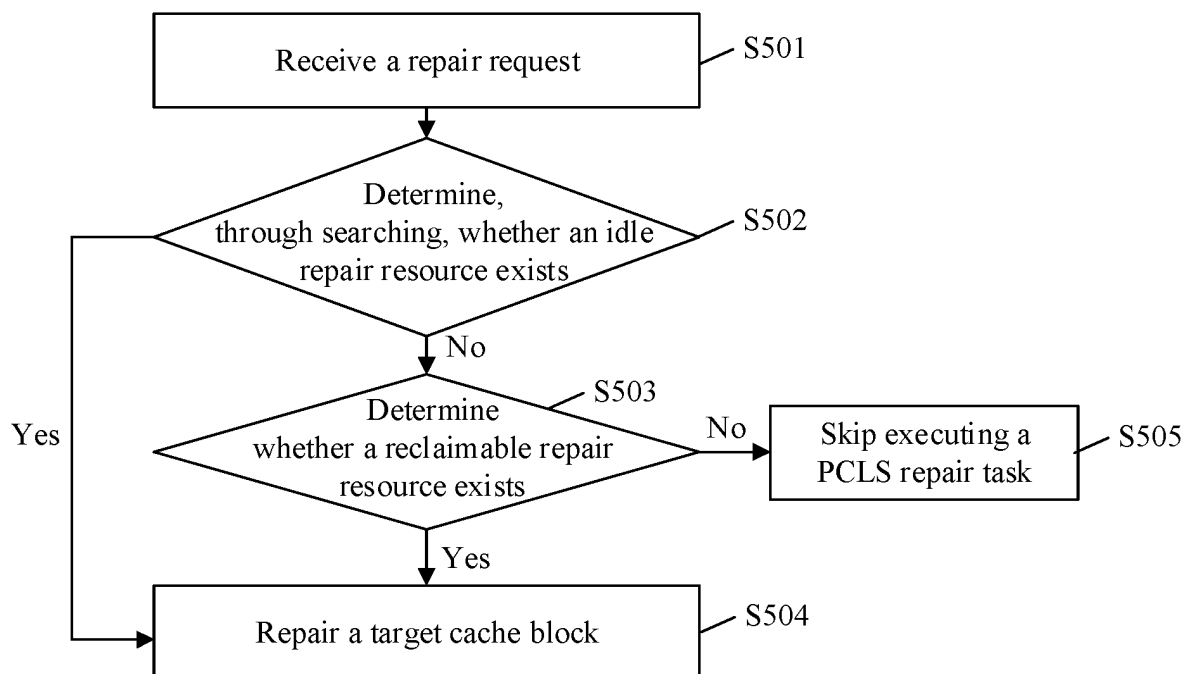 Receive a repair request
S501
Determine,
through searching, whether an idle
repair resource exists
S502
No
Yes
Determine
whether a reclaimable repair
resource exists
S503
No
Skip executing a
PCLS repair task
S505
Yes
Repair a target cache block
S504